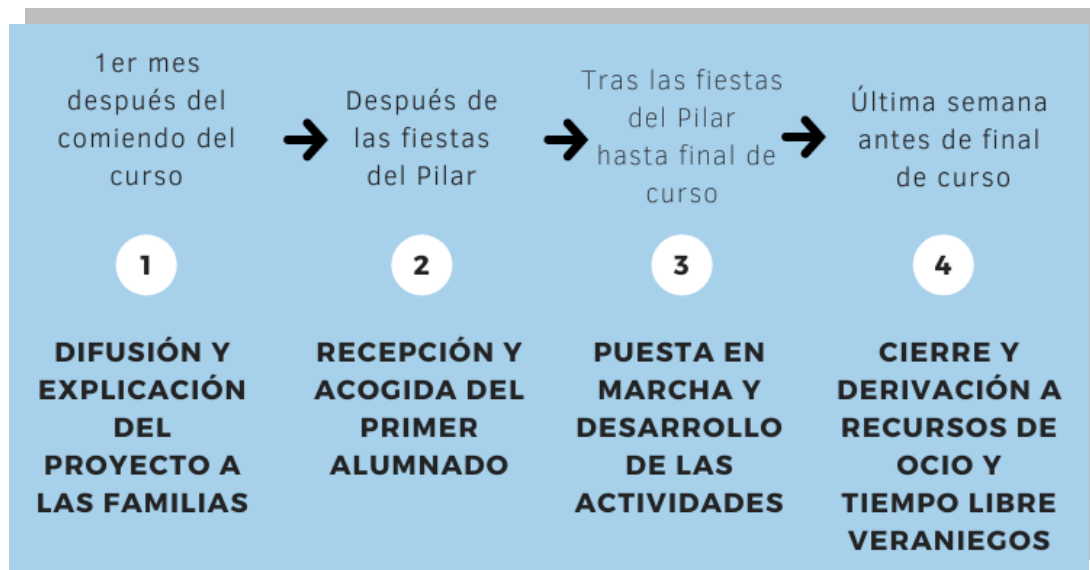 1er mes
después del
comiendo del
curso
Después de
las fiestas
del Pilar
Tras las fiestas
del Pilar
hasta final de
curso
Última semana
antes de final
de curso
1
2
3
4
DIFUSIÓN Y
EXPLICACIÓN
DEL
PROYECTO A
LAS FAMILIAS
RECEPCIÓN Y
ACOGIDA DEL
PRIMER
ALUMNADO
PUESTA EN
MARCHA Y
DESARROLLO
DE LAS
ACTIVIDADES
CIERRE Y
DERIVACIÓN A
RECURSOS DE
OCIO Y
TIEMPO LIBRE
VERANIEGOS